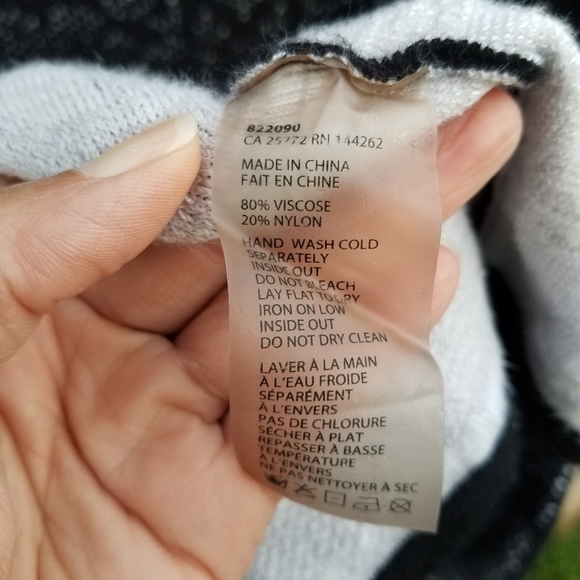 822090
CA RN 144262
MADE IN CHINA
FAIT EN CHINE
80% VISCOSE
20% NYLON
HAND WASH COLD
SEPARATELY
INSIDE OUT
DO NOT BLEACH
LAY FLAT TO DRY
IRON ON LOW
INSIDE OUT
DO NOT DRY CLEAN
LAVER À LA MAIN
À L'EAU FROIDE
SÉPARÉMENT
À L'ENVERS
PAS DE CHLORURE
SÉCHER À PLAT
REPASSER À BASSE
TEMPÉRATURE
À L'ENVERS
NE PAS NETTOYER À SEC